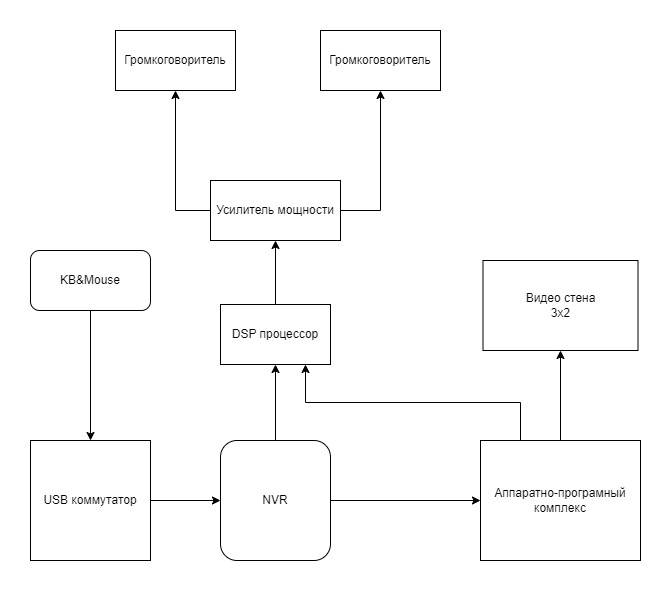 Громкоговоритель
Громкоговоритель
Усилитель мощности
KB&Mouse
Видео стена
3x2
DSP процессор
USB коммутатор
NVR
Аппаратно-програмный
комплекс